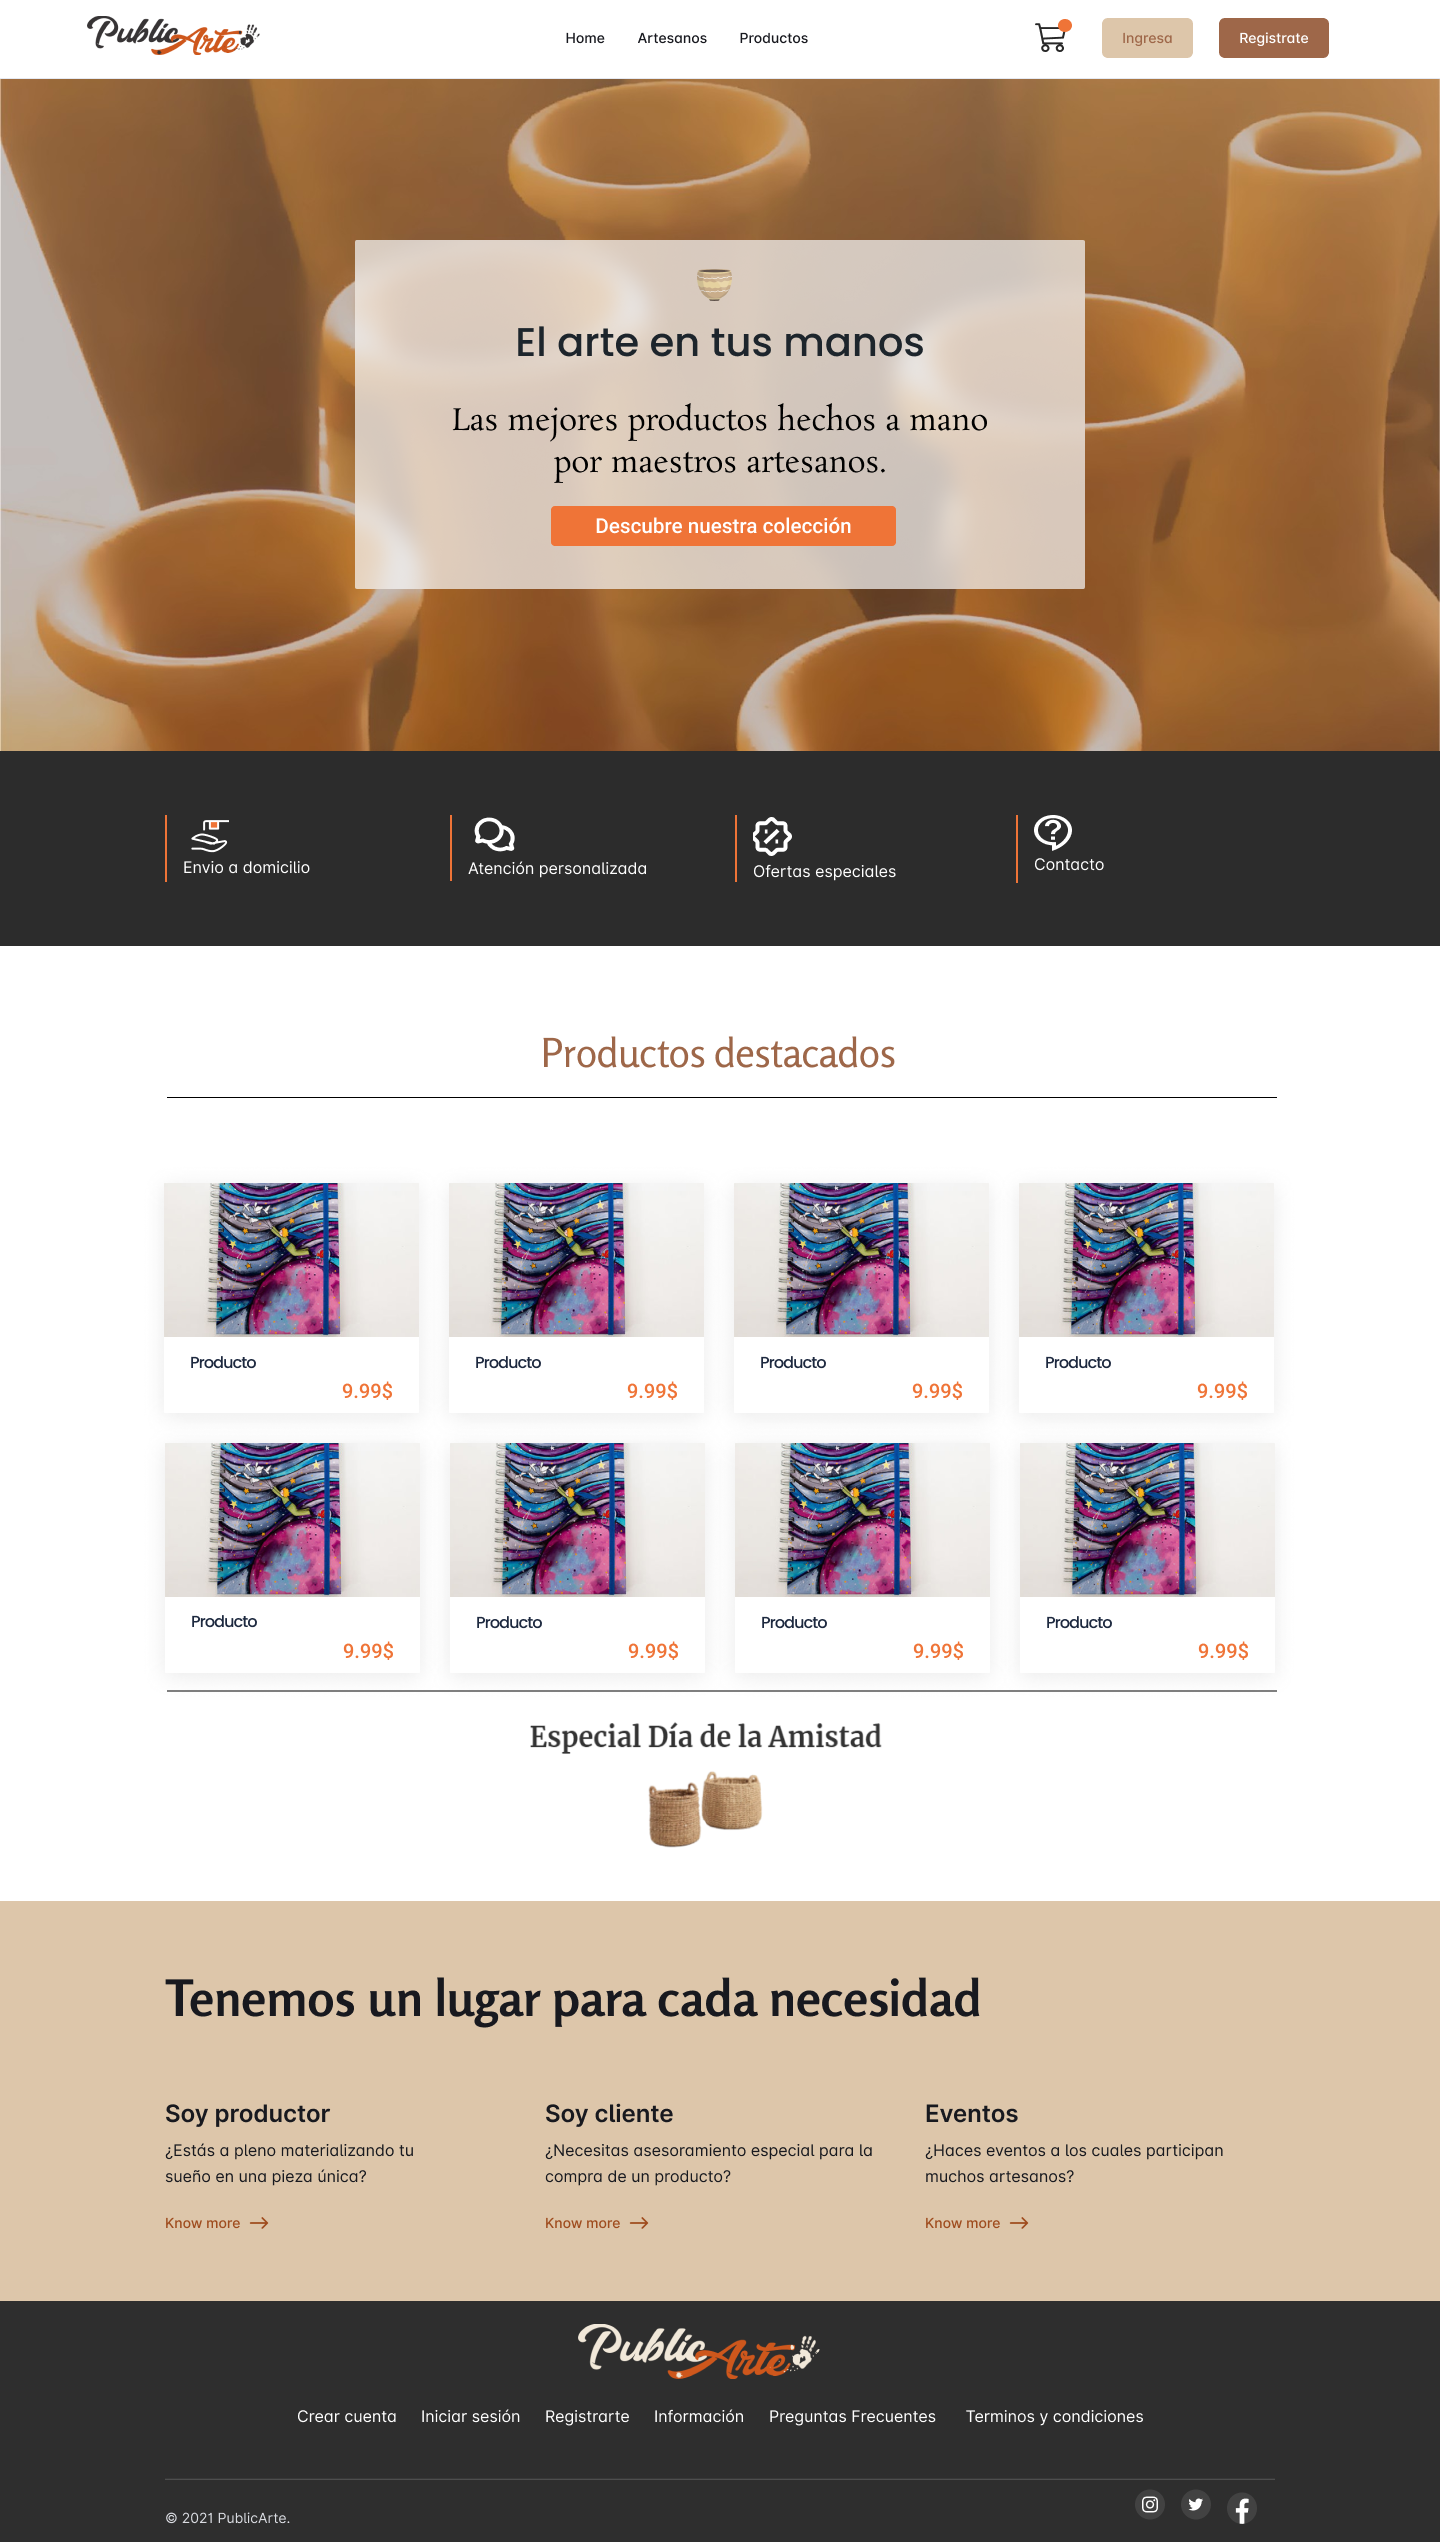 PublicArte
Home Artesanos Productos
Ingresa Registrate
El arte en tus manos
Las mejores productos hechos a mano
por maestros artesanos.
Descubre nuestra colección
Envio a domicilio
Atención personalizada
Ofertas especiales
Contacto
Productos destacados
Producto
9.99$
Producto
9.99$
Producto
9.99$
Producto
9.99$
Producto
9.99$
Producto
9.99$
Producto
9.99$
Producto
9.99$
Especial Día de la Amistad
Tenemos un lugar para cada necesidad
Soy productor
¿Estás a pleno materializando tu
sueño en una pieza única?
Know more
Soy cliente
¿Necesitas asesoramiento especial para la
compra de un producto?
Know more
Eventos
¿Haces eventos a los cuales participan
muchos artesanos?
Know more
PublicArte
Crear cuenta Iniciar sesión Registrarte Información Preguntas Frecuentes Terminos y condiciones
© 2021 PublicArte.